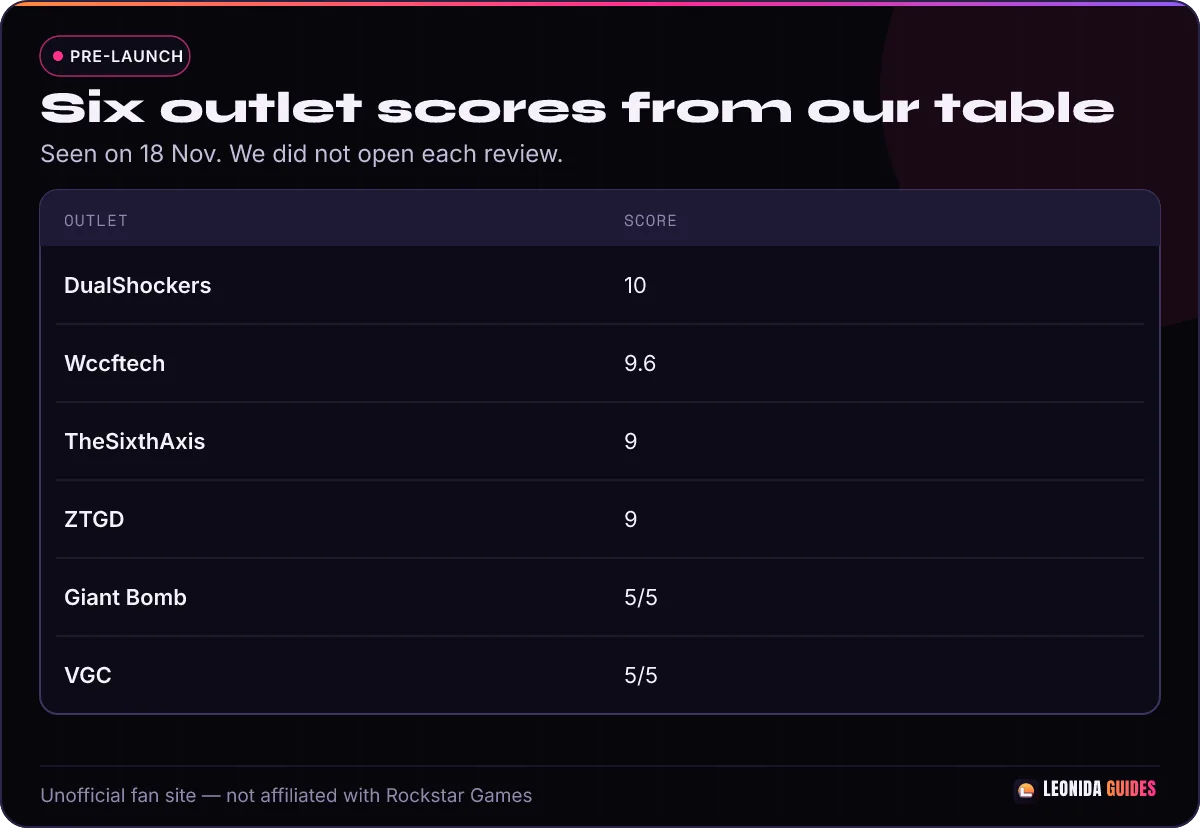 PRE-LAUNCH
Six outlet scores from our table
Seen on 18 Nov. We did not open each review.
OUTLET SCORE
DualShockers 10
Wccftech 9.6
TheSixthAxis 9
ZTGD 9
Giant Bomb 5/5
VGC 5/5
Unofficial fan site — not affiliated with Rockstar Games
LEONIDA GUIDES